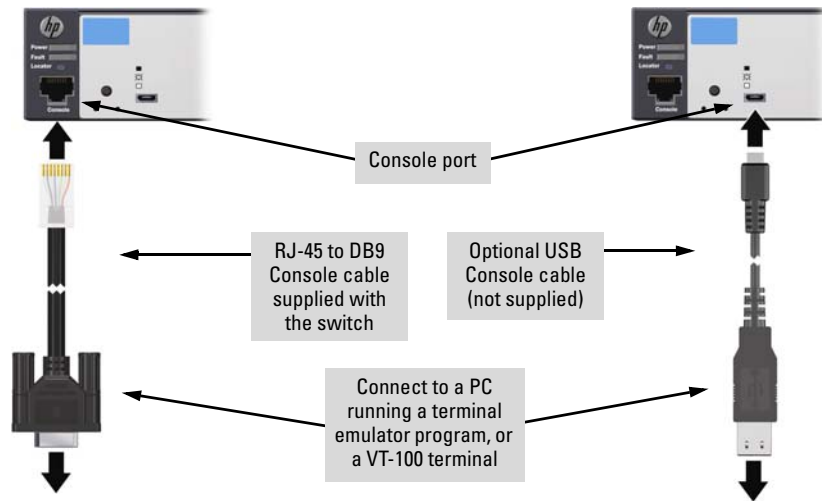 hp
Power
Fault
Locator
Console
hp
Power
Fault
Locator
Console
Console port
RJ-45 to DB9
Console cable
supplied with
the switch
Optional USB
Console cable
(not supplied)
Connect to a PC
running a terminal
emulator program, or
a VT-100 terminal